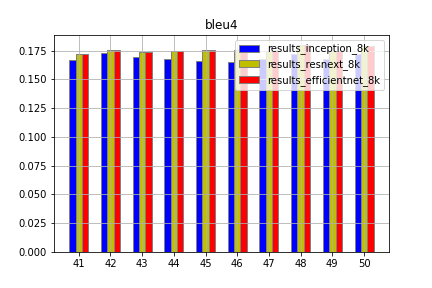 bleu4
results_inception_8k
results_resnext_8k
results_efficientnet_8k
0.175
0.150
0.125
0.100
0.075
0.050
0.025
0.000
41 42 43 44 45 46 47 48 49 50